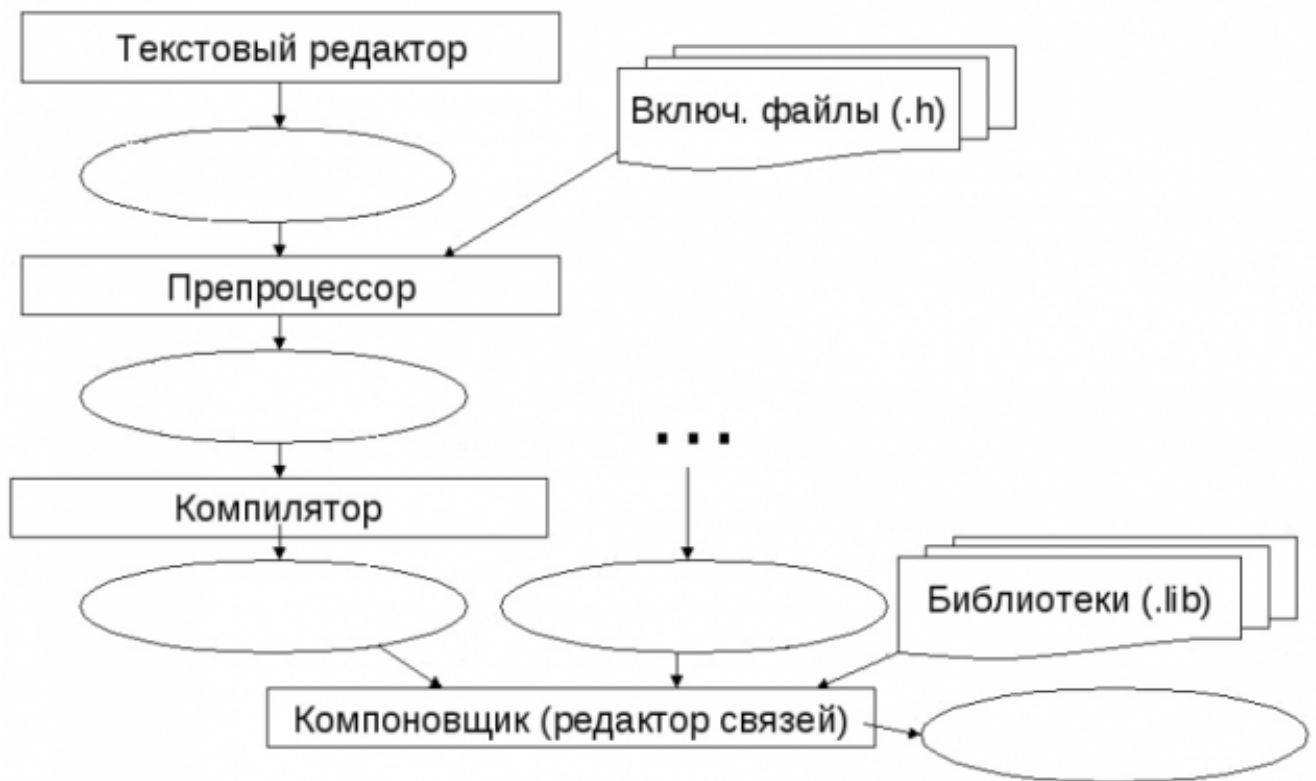 Текстовый редактор
Включ. файлы (.h)
Препроцессор
...
Компилятор
Библиотеки (.lib)
Компоновщик (редактор связей)